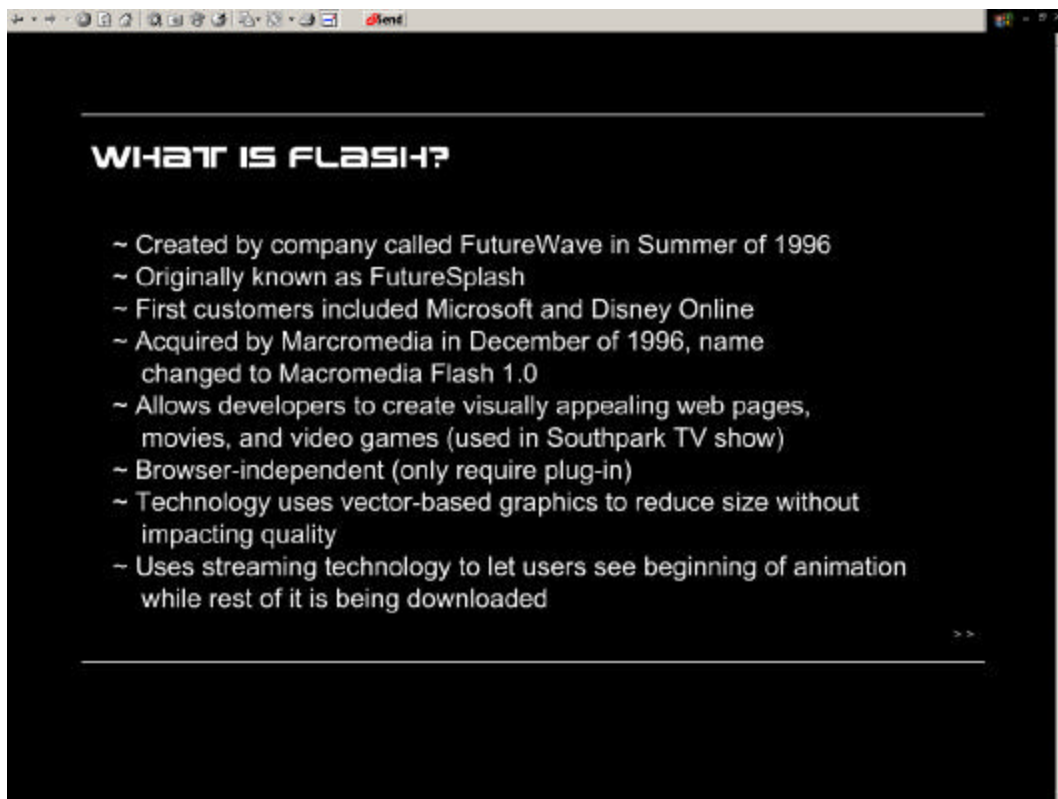 Send
WHAT IS FLASH?
~ Created by company called FutureWave in Summer of 1996
~ Originally known as FutureSplash
~ First customers included Microsoft and Disney Online
~ Acquired by Marcromedia in December of 1996, name
changed to Macromedia Flash 1.0
~ Allows developers to create visually appealing web pages,
movies, and video games (used in Southpark TV show)
~ Browser-independent (only require plug-in)
~ Technology uses vector-based graphics to reduce size without
impacting quality
~ Uses streaming technology to let users see beginning of animation
while rest of it is being downloaded
>>